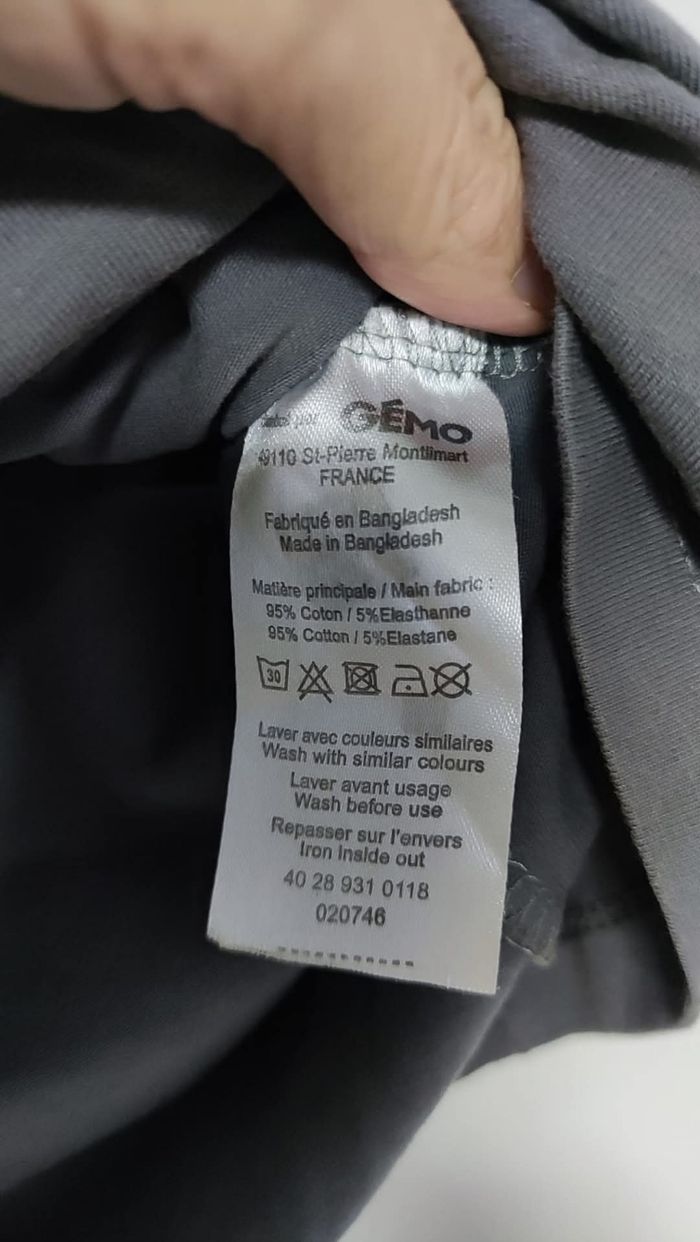 par GÉMO
49110 St-Pierre Montlimart
FRANCE
Fabriqué en Bangladesh
Made in Bangladesh
Matière principale / Main fabric :
95% Coton / 5%Elasthanne
95% Cotton / 5%Elastane
30
Laver avec couleurs similaires
Wash with similar colours
Laver avant usage
Wash before use
Repasser sur l'envers
Iron Inside out
40 28 931 0118
020746